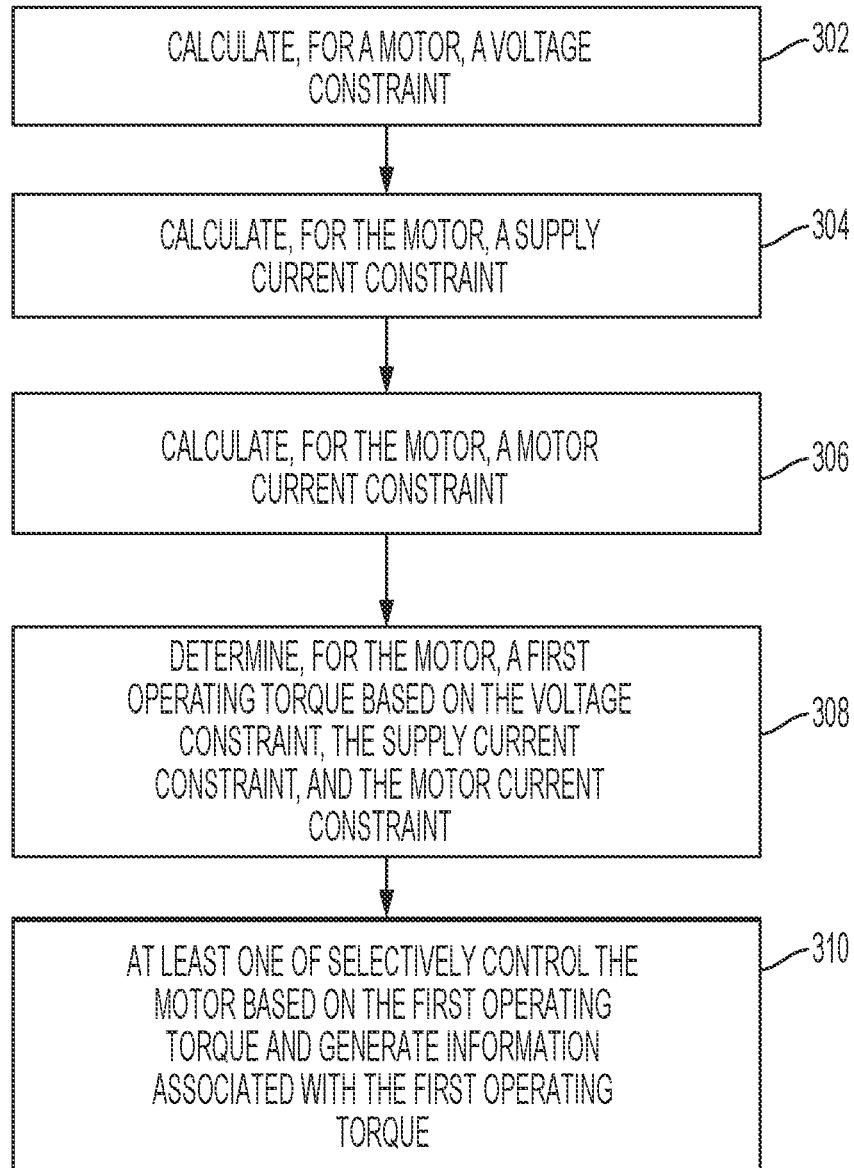 CALCULATE, FOR A MOTOR, A VOLTAGE
CONSTRAINT
302
CALCULATE, FOR THE MOTOR, A SUPPLY
CURRENT CONSTRAINT
304
CALCULATE, FOR THE MOTOR, A MOTOR
CURRENT CONSTRAINT
306
DETERMINE, FOR THE MOTOR, A FIRST
OPERATING TORQUE BASED ON THE VOLTAGE
CONSTRAINT, THE SUPPLY CURRENT
CONSTRAINT, AND THE MOTOR CURRENT
CONSTRAINT
308
AT LEAST ONE OF SELECTIVELY CONTROL THE
MOTOR BASED ON THE FIRST OPERATING
TORQUE AND GENERATE INFORMATION
ASSOCIATED WITH THE FIRST OPERATING
TORQUE
310